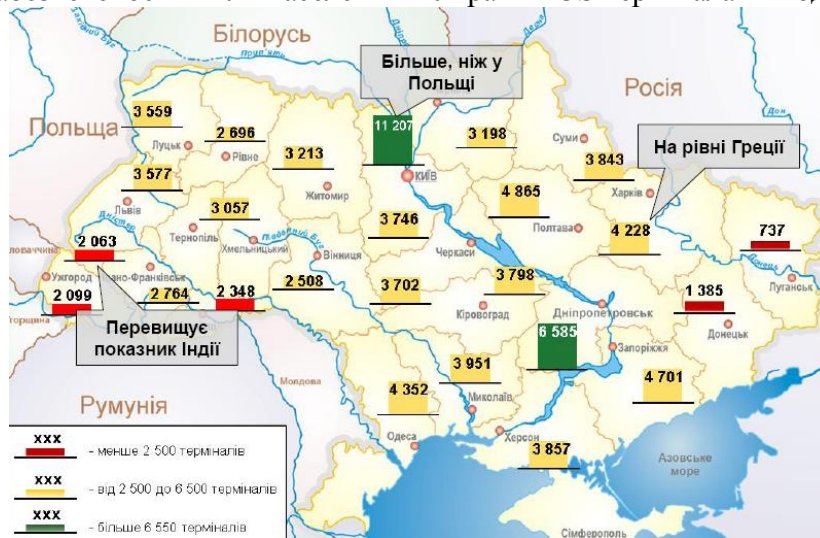 Білорусь
Більше, ніж у
Польщі
Росія
Польща
3 559
2 696
3 213
11 207
3 198
Суми
3 843
На рівні Греції
Луцьк
Рівне
Житомир
КИЇВ
Харків
3 577
Львів
Дністер
3 057
Тернопіль
Хмельницький
Південний Буг
Вінниця
3 746
Черкаси
4 865
Полтава
4 228
737
Донець
Луганськ
2 063
Ужгород
2 099
2 764
2 348
2 508
3 702
Кіровоград
3 798
Дніпропетровськ
1 385
Донецьк
Перевищує
показник Індії
6 585
Запоріжжя
Молдова
3 951
Миколаїв
4 352
Одеса
4 701
Херсон
3 857
Азовське
море
Сімферополь
Румунія
xxx
- менше 2 500 терміналів
xxx
- від 2 500 до 6 500 терміналів
xxx
- більше 6 550 терміналів